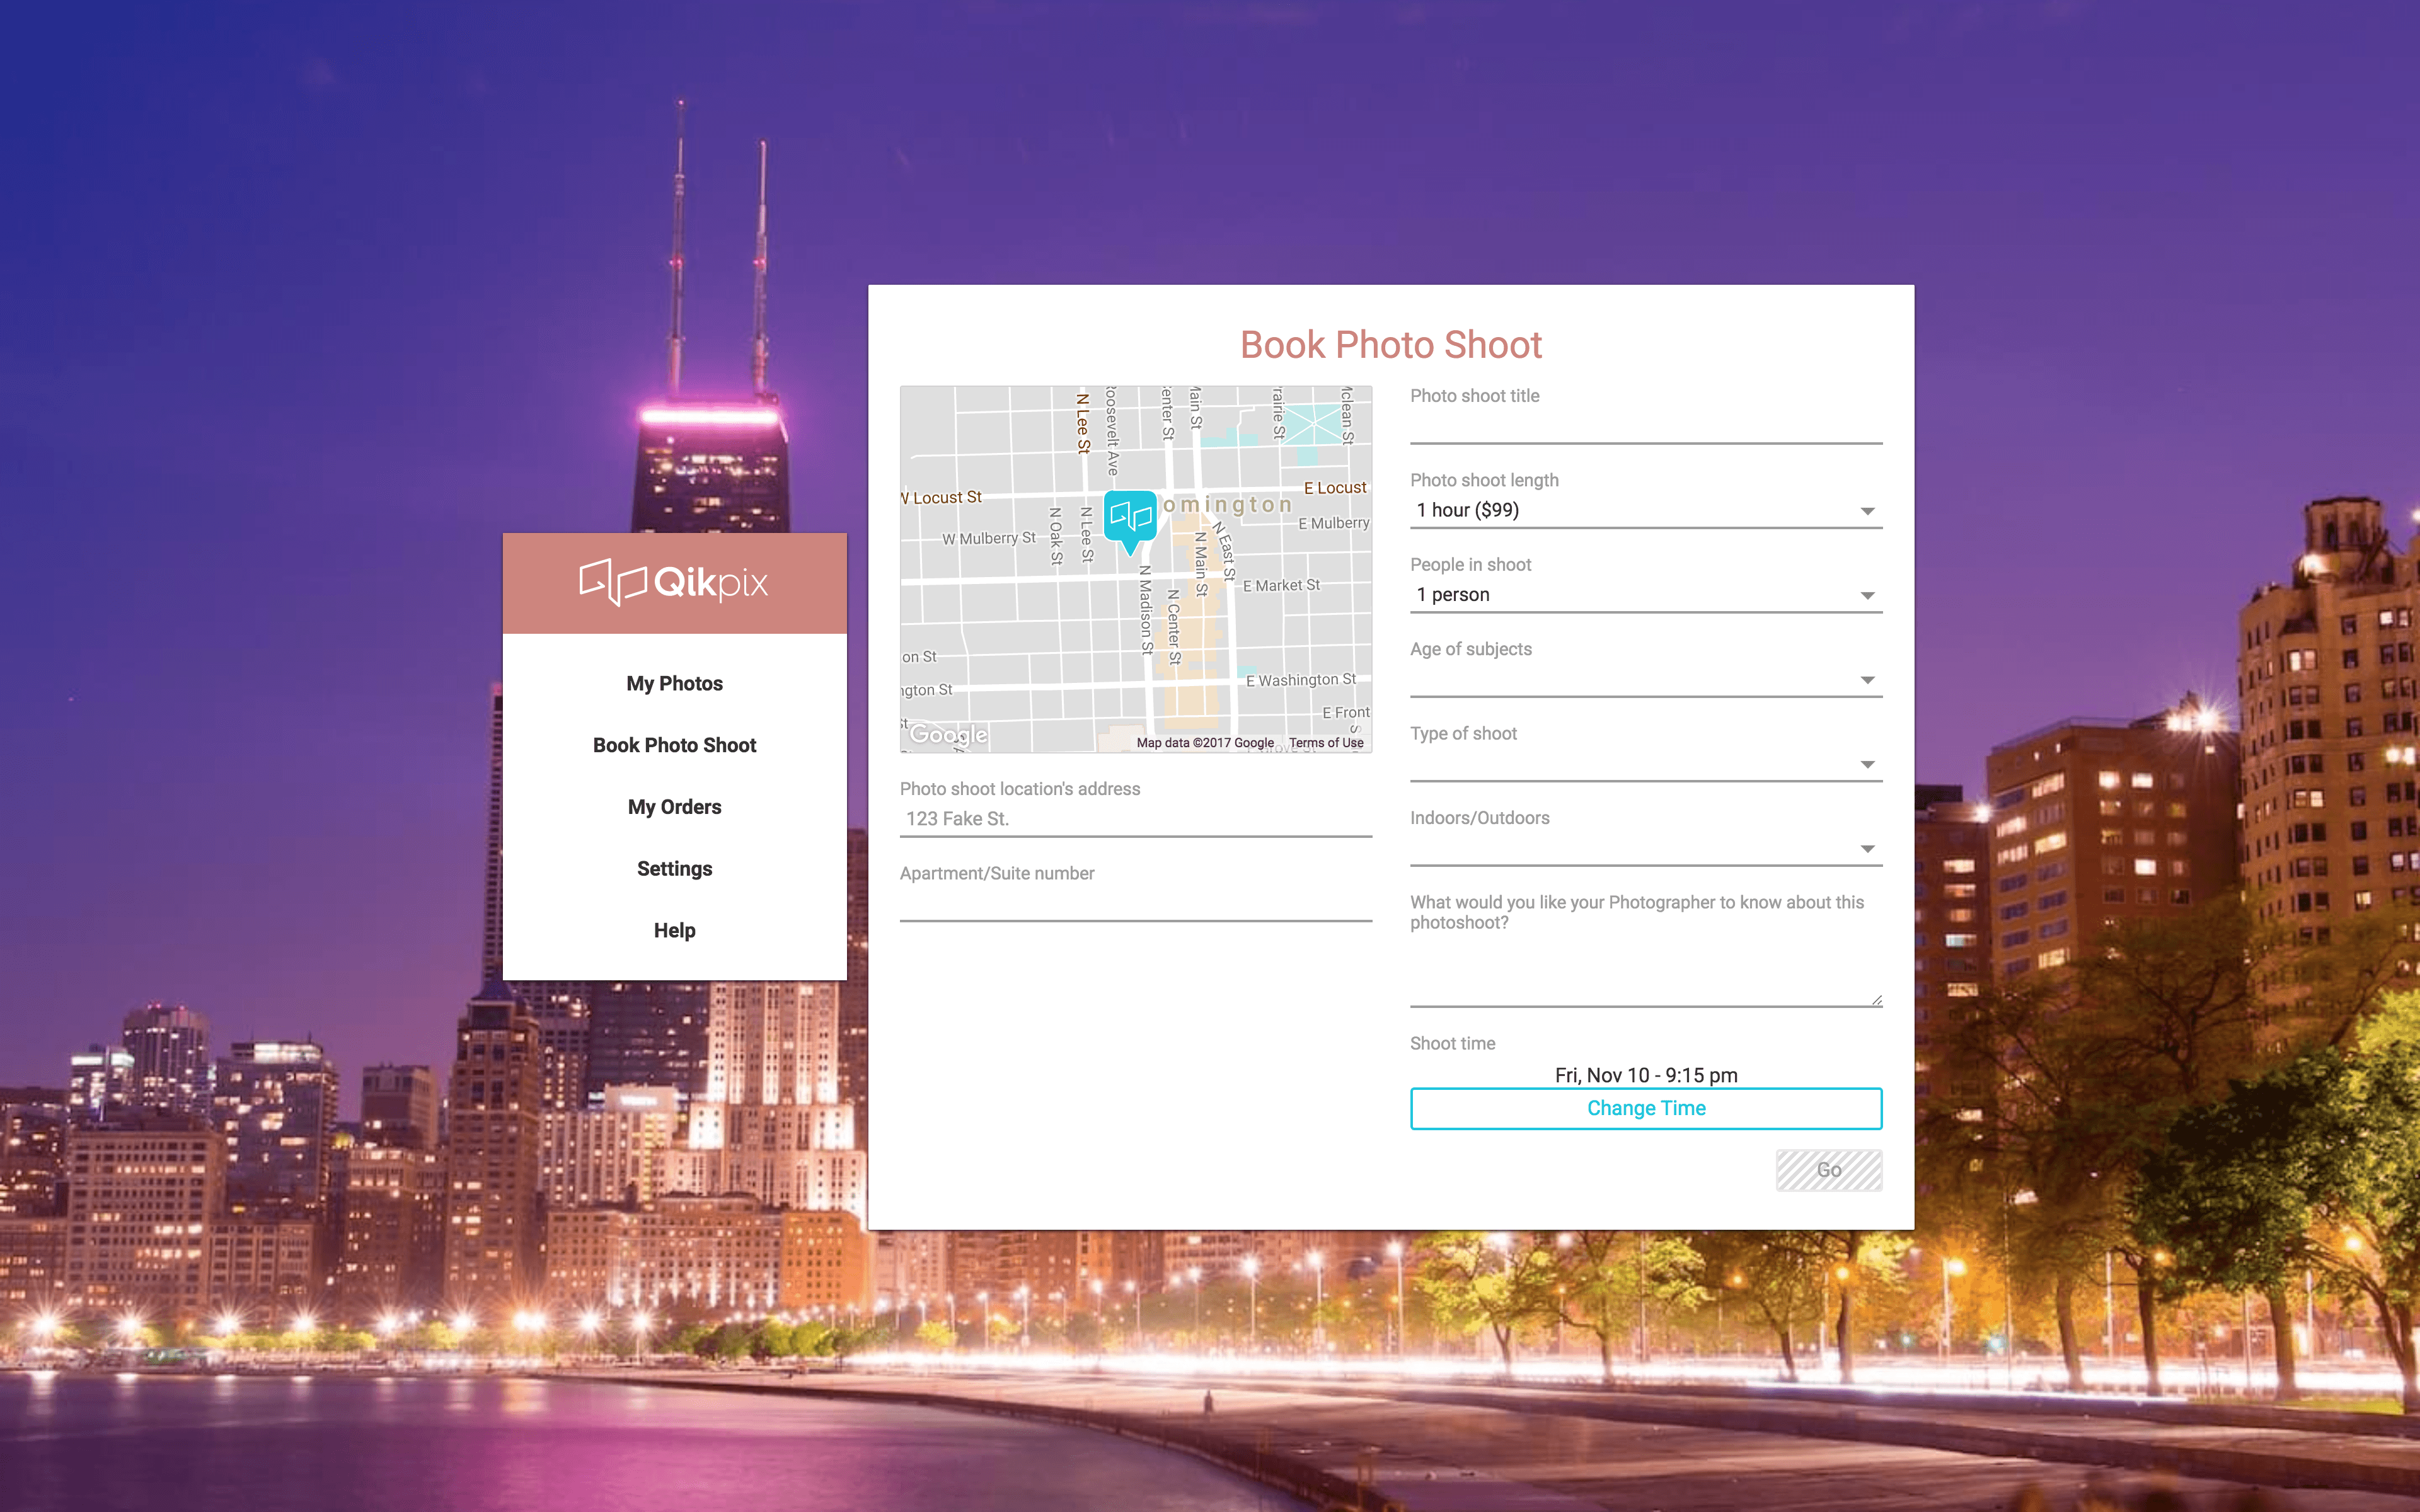 Qikpix
My Photos
Book Photo Shoot
My Orders
Settings
Help
Book Photo Shoot
N Lee St
Roosevelt Ave
enter St
Main St
rairie St
Mclean St
W Locust St
E Locust
omington
E Mulberry
W Mulberry St
N Oak St
N Lee St
N Main St
N East St
E Market St
N Madison St
N Center St
on St
ngton St
E Washington St
E Front
St
Google
Map data ©2017 Google
Terms of Use
Photo shoot location's address
123 Fake St.
Apartment/Suite number
Photo shoot title
Photo shoot length
1 hour ($99)
People in shoot
1 person
Age of subjects
Type of shoot
Indoors/Outdoors
What would you like your Photographer to know about this
photoshoot?
Shoot time
Fri, Nov 10 - 9:15 pm
Change Time
Go